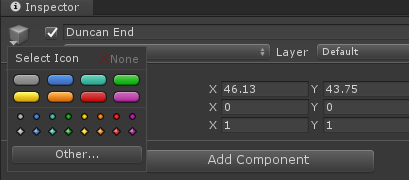 Inspector
Duncan End
Select Icon None
Layer Default
X 46.13 Y 43.75
X 0 Y 0
X 1 Y 1
Other...
Add Component